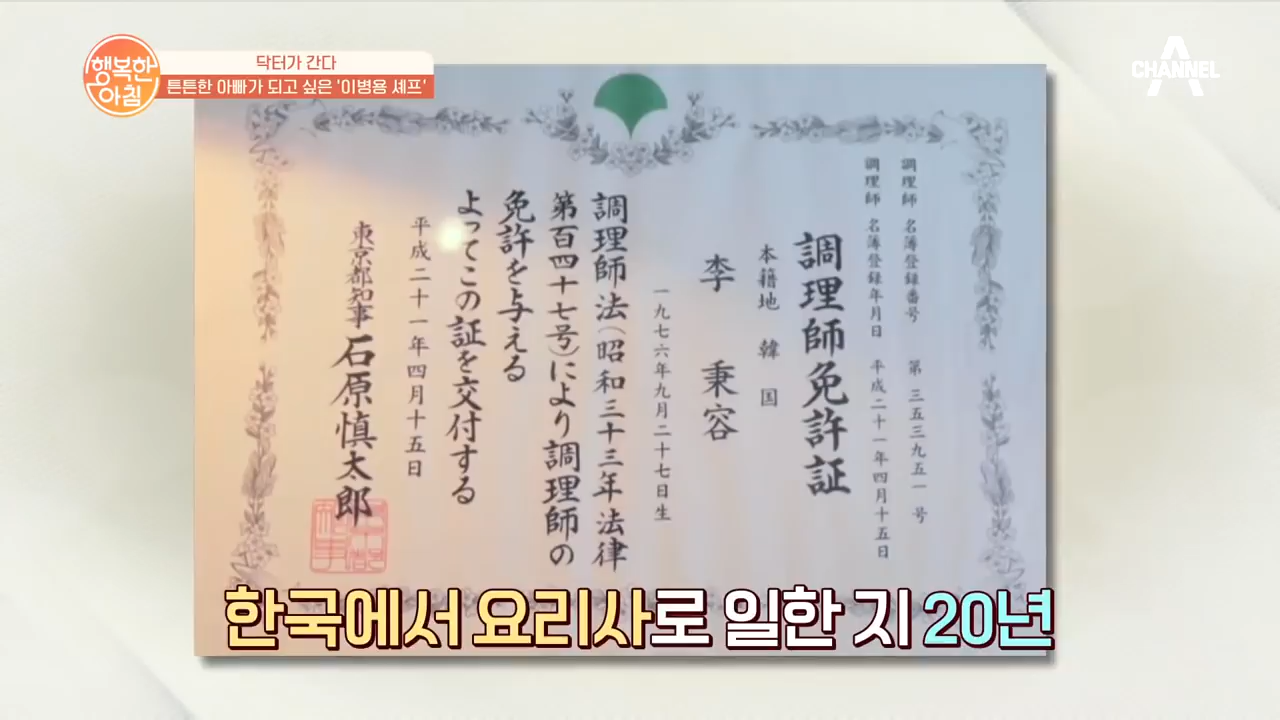 행복한
아침
닥터가 간다
튼튼한 아빠가 되고 싶은 '이병용 셰프'
CHANNEL A
調理師 名簿登録番号 第 三五三九五一 号
調理師 名簿登録年月日 平成二十一年四月十五日
調理師免許証
本籍地 韓国
李 秉容
一九七六年九月二十七日生
調理師法(昭和三十三年法律
第百四十七号)により調理師の
免許を与える
よってこの証を交付する
平成二十一年四月十五日
東京都知事 石原慎太郎
한국에서 요리사로 일한 지 20년